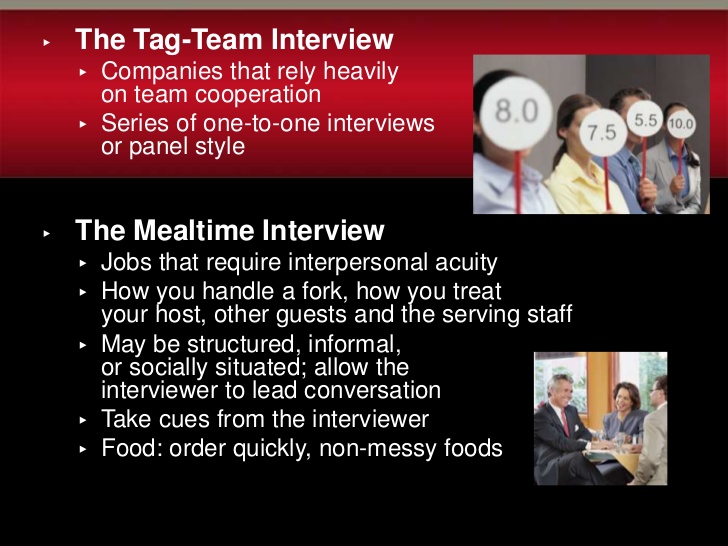 The Tag-Team Interview
Companies that rely heavily
on team cooperation
Series of one-to-one interviews
or panel style
8.0
7.5
5.5
10.0
The Mealtime Interview
Jobs that require interpersonal acuity
How you handle a fork, how you treat
your host, other guests and the serving staff
May be structured, informal,
or socially situated; allow the
interviewer to lead conversation
Take cues from the interviewer
Food: order quickly, non-messy foods